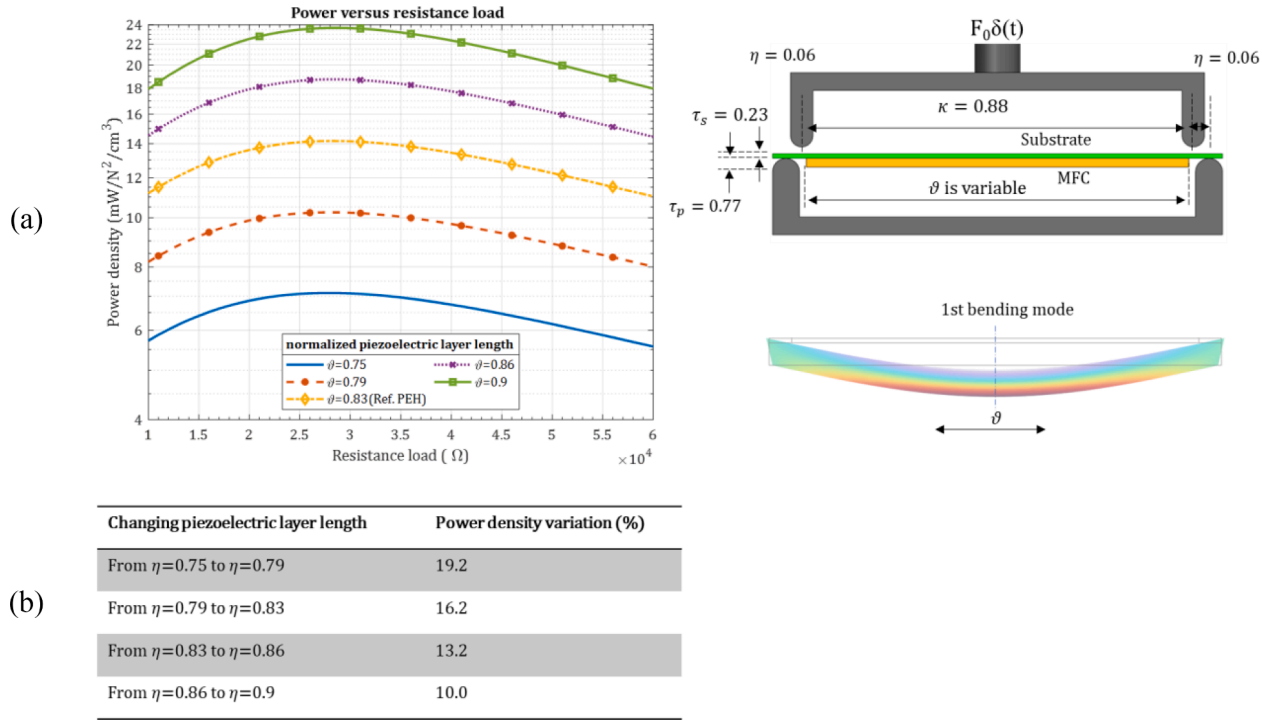 Power versus resistance load
24
22
20
18
16
14
12
10
8
6
4
Power density (mW/N²/cm³)
normalized piezoelectric layer length
ϑ=0.75
ϑ=0.86
ϑ=0.79
ϑ=0.9
ϑ=0.83(Ref. PEH)
1 1.5 2 2.5 3 3.5 4 4.5 5 5.5 6
Resistance load ( Ω)
×10⁴
(a)
F₀δ(t)
η = 0.06
η = 0.06
κ = 0.88
τₛ = 0.23
Substrate
MFC
ϑ is variable
τₚ = 0.77
1st bending mode
ϑ
(b)
Changing piezoelectric layer length Power density variation (%)
From η=0.75 to η=0.79 19.2
From η=0.79 to η=0.83 16.2
From η=0.83 to η=0.86 13.2
From η=0.86 to η=0.9 10.0